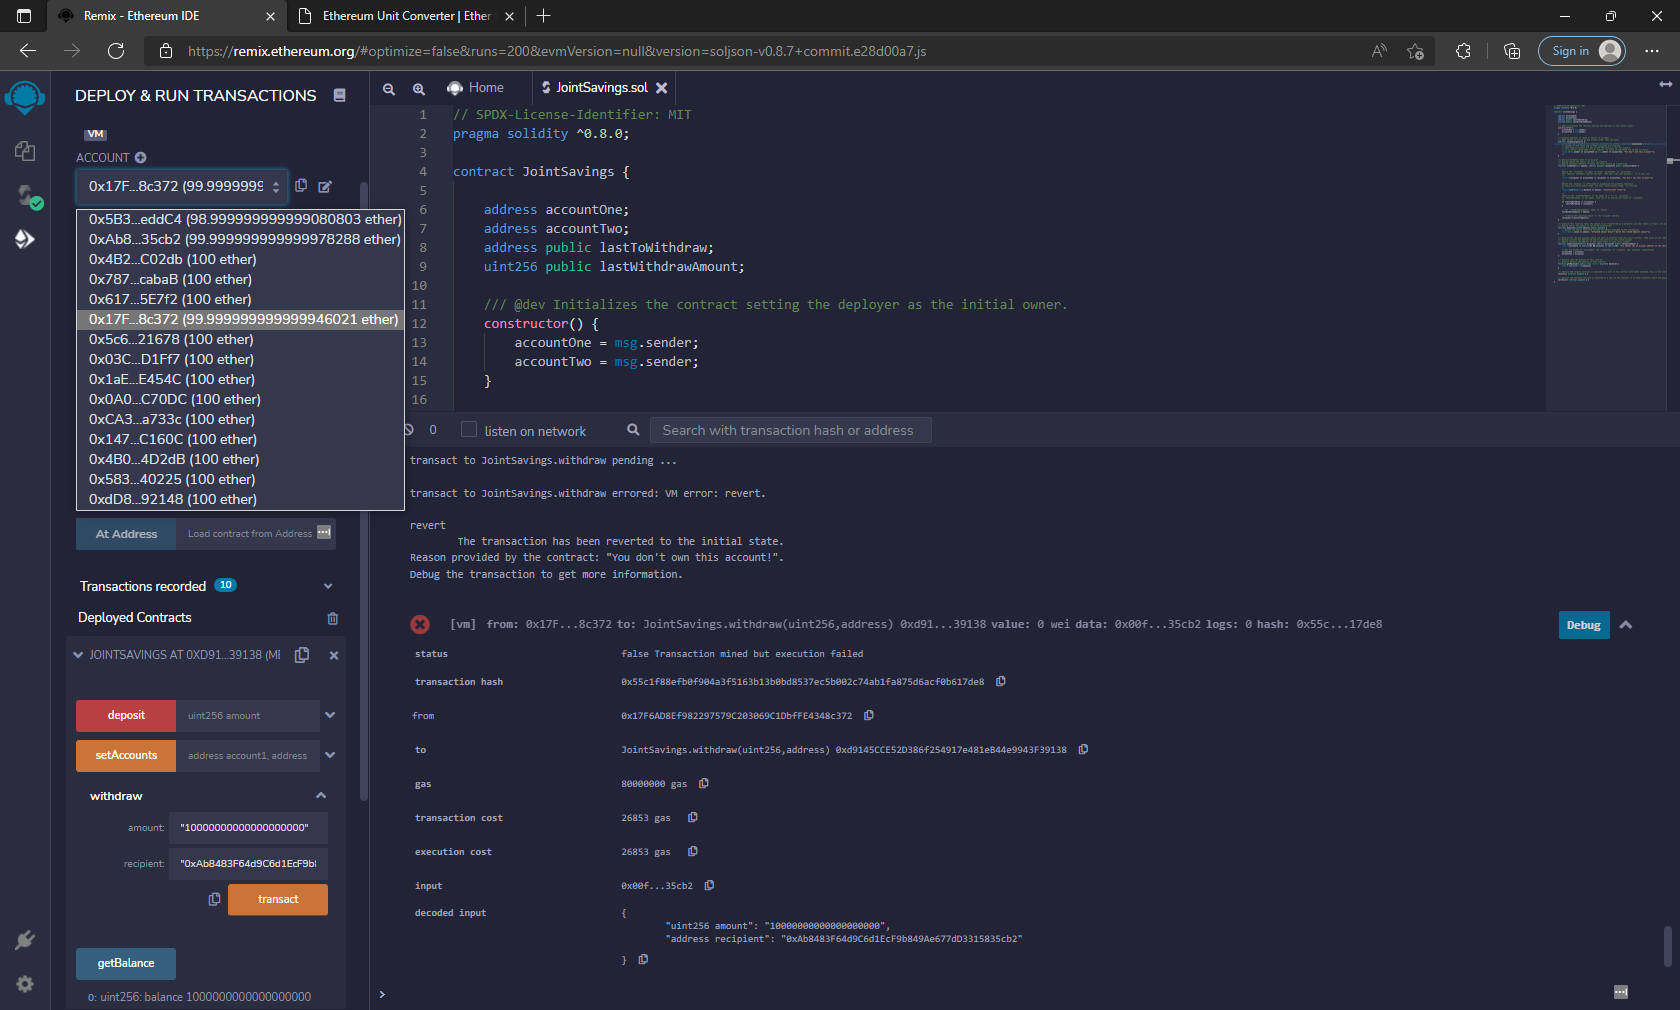 Remix - Ethereum IDE
Ethereum Unit Converter | Ether
https://remix.ethereum.org/#optimize=false&runs=200&evmVersion=null&version=soljson-v0.8.7+commit.e28d00a7.js
Sign in
DEPLOY & RUN TRANSACTIONS
VM
ACCOUNT
0x17F...8c372 (99.9999999
0x5B3...eddC4 (98.999999999999080803 ether)
0xAb8...35cb2 (99.999999999999978288 ether)
0x4B2...C02db (100 ether)
0x787...cabaB (100 ether)
0x617...5E7f2 (100 ether)
0x17F...8c372 (99.999999999999946021 ether)
0x5c6...21678 (100 ether)
0x03C...D1Ff7 (100 ether)
0x1aE...E454C (100 ether)
0x0A0...C70DC (100 ether)
0xCA3...a733c (100 ether)
0x147...C160C (100 ether)
0x4B0...4D2dB (100 ether)
0x583...40225 (100 ether)
0xdD8...92148 (100 ether)
At Address
Load contract from Address
Transactions recorded 10
Deployed Contracts
JOINTSAVINGS AT 0XD91...39138 (ME
deposit
uint256 amount
setAccounts
address account1, address
withdraw
amount: "10000000000000000000"
recipient: "0xAb8483F64d9C6d1EcF9b
transact
getBalance
0: uint256: balance 1000000000000000000
Home
JointSavings.sol
1 // SPDX-License-Identifier: MIT
2 pragma solidity ^0.8.0;
3
4 contract JointSavings {
5
6 address accountOne;
7 address accountTwo;
8 address public lastToWithdraw;
9 uint256 public lastWithdrawAmount;
10
11 /// @dev Initializes the contract setting the deployer as the initial owner.
12 constructor() {
13 accountOne = msg.sender;
14 accountTwo = msg.sender;
15 }
16
0
listen on network
Search with transaction hash or address
transact to JointSavings.withdraw pending ...
transact to JointSavings.withdraw errored: VM error: revert.
revert
The transaction has been reverted to the initial state.
Reason provided by the contract: "You don't own this account!".
Debug the transaction to get more information.
[vm] from: 0x17F...8c372 to: JointSavings.withdraw(uint256,address) 0xd91...39138 value: 0 wei data: 0x00f...35cb2 logs: 0 hash: 0x55c...17de8
Debug
status false Transaction mined but execution failed
transaction hash 0x55c1f88efb0f904a3f5163b13b0bd8537ec5b002c74ab1fa875d6acf0b617de8
from 0x17F6AD8Ef982297579C203069C1DbfFE4348c372
to JointSavings.withdraw(uint256,address) 0xd9145CCE52D386f254917e481eB44e9943F39138
gas 80000000 gas
transaction cost 26853 gas
execution cost 26853 gas
input 0x00f...35cb2
decoded input {
"uint256 amount": "10000000000000000000",
"address recipient": "0xAb8483F64d9C6d1EcF9b849Ae677dD3315835cb2"
}
>